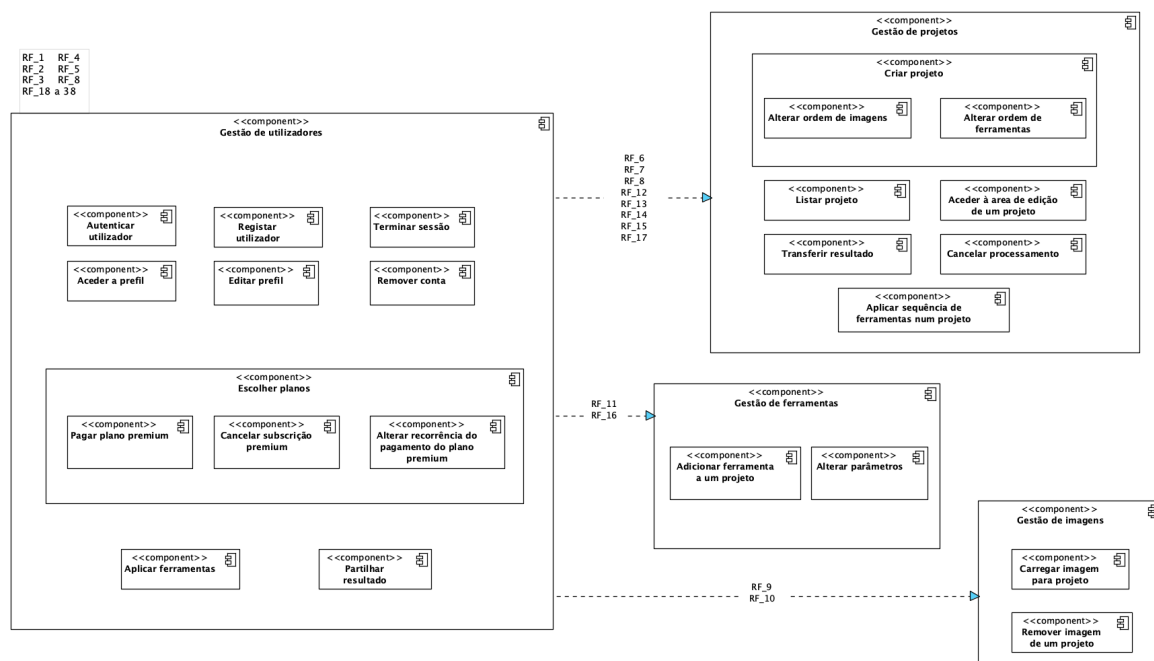 RF_1 RF_4
RF_2 RF_5
RF_3 RF_8
RF_18 a 38
<<component>>
Gestão de utilizadores
<<component>>
Autenticar
utilizador
<<component>>
Registar
utilizador
<<component>>
Terminar sessão
<<component>>
Aceder a prefil
<<component>>
Editar prefil
<<component>>
Remover conta
<<component>>
Escolher planos
<<component>>
Pagar plano premium
<<component>>
Cancelar subscrição
premium
<<component>>
Alterar recorrência do
pagamento do plano
premium
<<component>>
Aplicar ferramentas
<<component>>
Partilhar
resultado
RF_6
RF_7
RF_8
RF_12
RF_13
RF_14
RF_15
RF_17
<<component>>
Gestão de projetos
<<component>>
Criar projeto
<<component>>
Alterar ordem de imagens
<<component>>
Alterar ordem de
ferramentas
<<component>>
Listar projeto
<<component>>
Aceder à area de edição
de um projeto
<<component>>
Transferir resultado
<<component>>
Cancelar processamento
<<component>>
Aplicar sequência de
ferramentas num projeto
RF_11
RF_16
<<component>>
Gestão de ferramentas
<<component>>
Adicionar ferramenta
a um projeto
<<component>>
Alterar parâmetros
RF_9
RF_10
<<component>>
Gestão de imagens
<<component>>
Carregar imagem
para projeto
<<component>>
Remover imagem
de um projeto